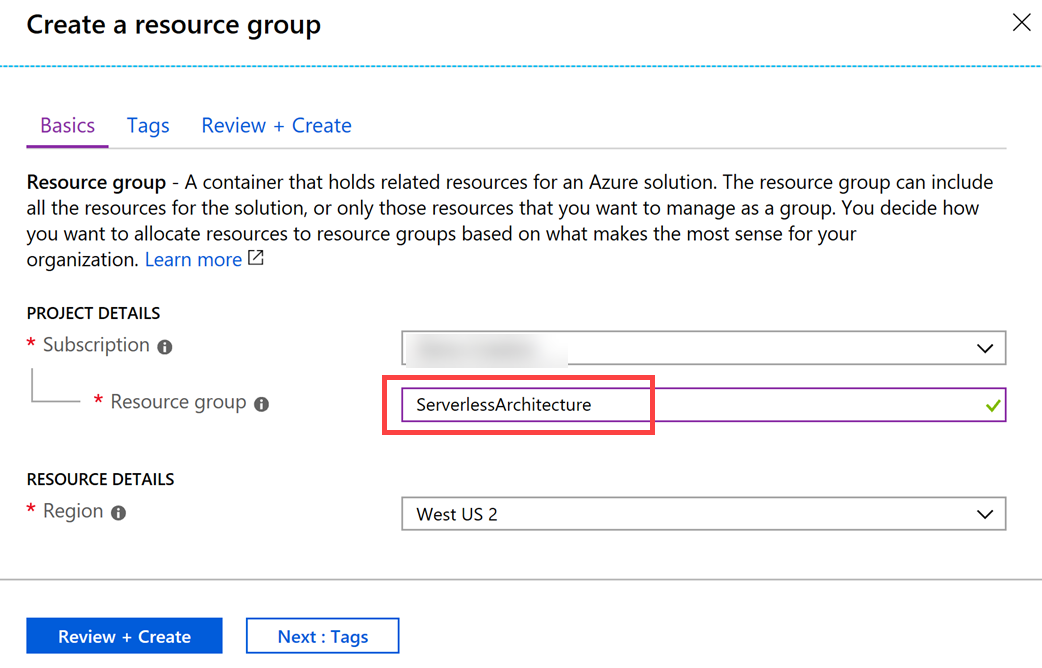 Create a resource group
Basics Tags Review + Create
Resource group - A container that holds related resources for an Azure solution. The resource group can include
all the resources for the solution, or only those resources that you want to manage as a group. You decide how
you want to allocate resources to resource groups based on what makes the most sense for your
organization. Learn more
PROJECT DETAILS
* Subscription
* Resource group ServerlessArchitecture
RESOURCE DETAILS
* Region West US 2
Review + Create Next : Tags